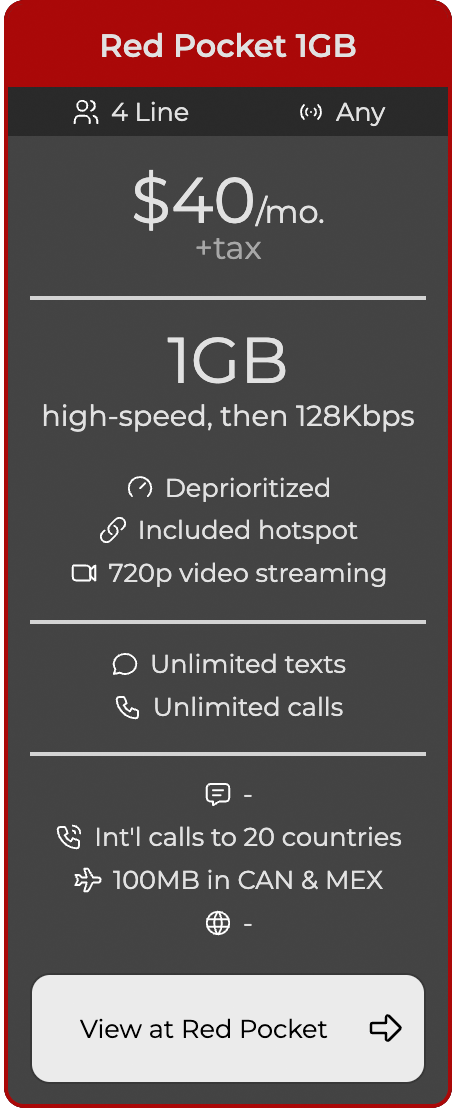 Red Pocket 1GB
4 Line Any
$40/mo.
+tax
1GB
high-speed, then 128Kbps
Deprioritized
Included hotspot
720p video streaming
Unlimited texts
Unlimited calls
-
Int'l calls to 20 countries
100MB in CAN & MEX
-
View at Red Pocket